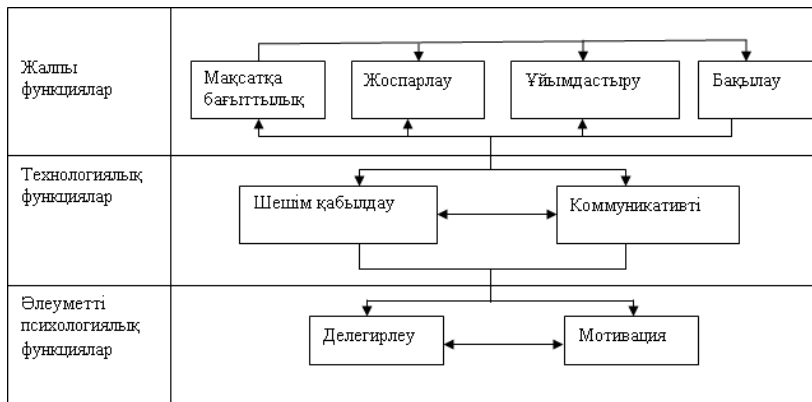 Жалпы
функциялар
Мақсатқа
бағыттылық
Жоспарлау
Ұйымдастыру
Бақылау
Технологиялық
функциялар
Шешім қабылдау
Коммуникативті
Әлеуметті
психологиялық
функциялар
Делегирлеу
Мотивация